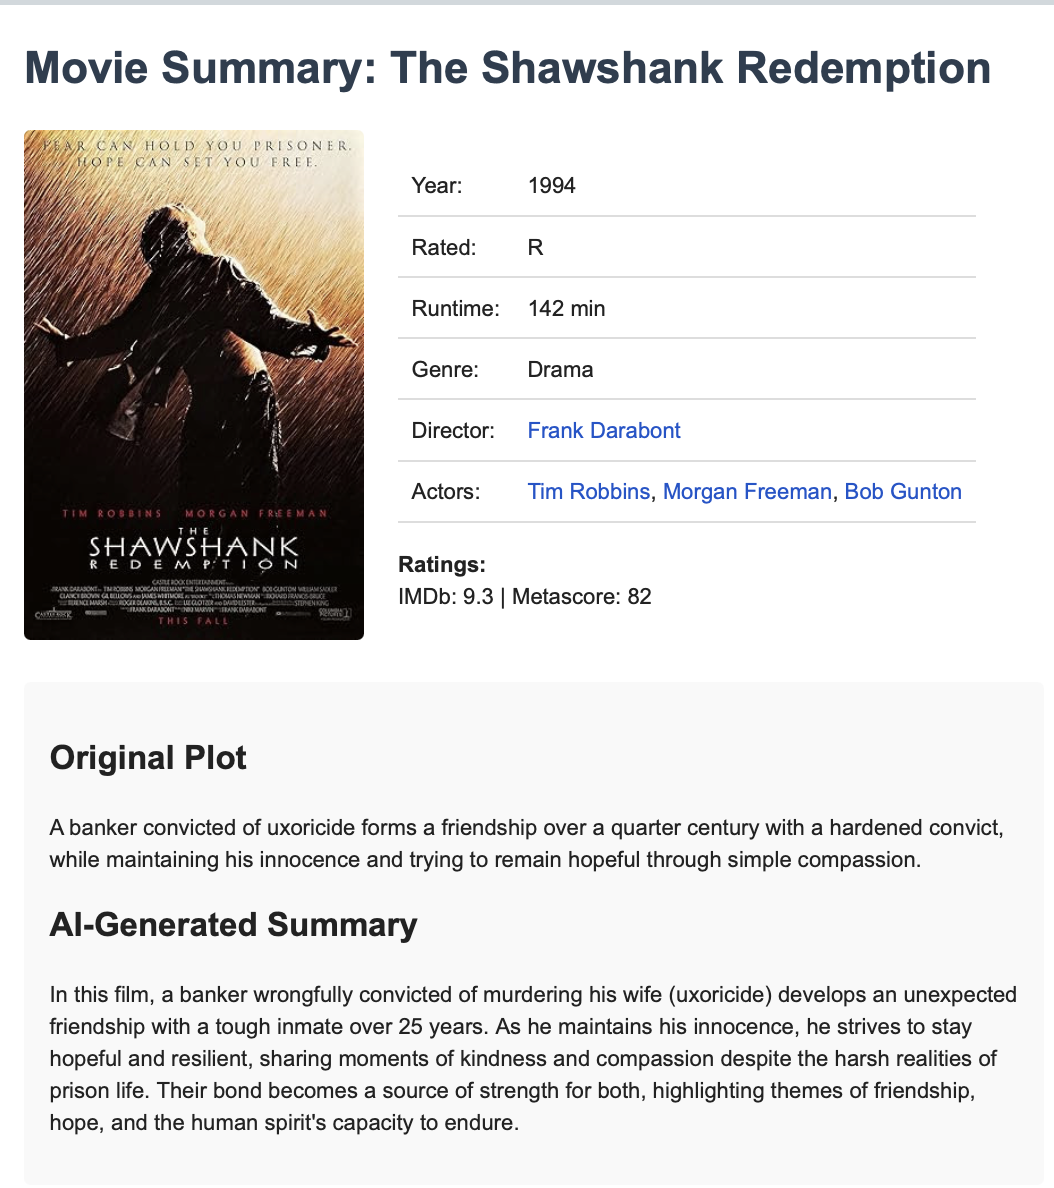 Movie Summary: The Shawshank Redemption
FEAR CAN HOLD YOU PRISONER.
HOPE CAN SET YOU FREE.
TIM ROBBINS MORGAN FREEMAN
THE
SHAWSHANK
REDEMPTION
CASTLE ROCK ENTERTAINMENT
THIS FALL
Year: 1994
Rated: R
Runtime: 142 min
Genre: Drama
Director: Frank Darabont
Actors: Tim Robbins, Morgan Freeman, Bob Gunton
Ratings:
IMDb: 9.3 | Metascore: 82
Original Plot
A banker convicted of uxoricide forms a friendship over a quarter century with a hardened convict,
while maintaining his innocence and trying to remain hopeful through simple compassion.
AI-Generated Summary
In this film, a banker wrongfully convicted of murdering his wife (uxoricide) develops an unexpected
friendship with a tough inmate over 25 years. As he maintains his innocence, he strives to stay
hopeful and resilient, sharing moments of kindness and compassion despite the harsh realities of
prison life. Their bond becomes a source of strength for both, highlighting themes of friendship,
hope, and the human spirit's capacity to endure.